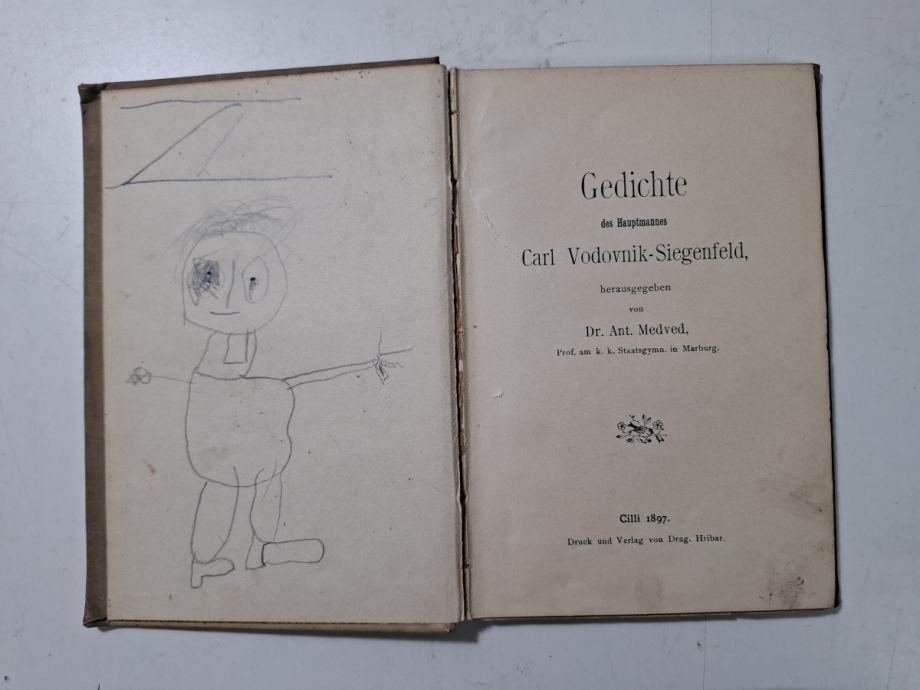 Gedichte
des Hauptmannes
Carl Vodovnik-Siegenfeld,
herausgegeben
von
Dr. Ant. Medved,
Prof. am k. k. Staatsgymn. in Marburg.
Cilli 1897.
Druck und Verlag von Drag. Hribar.